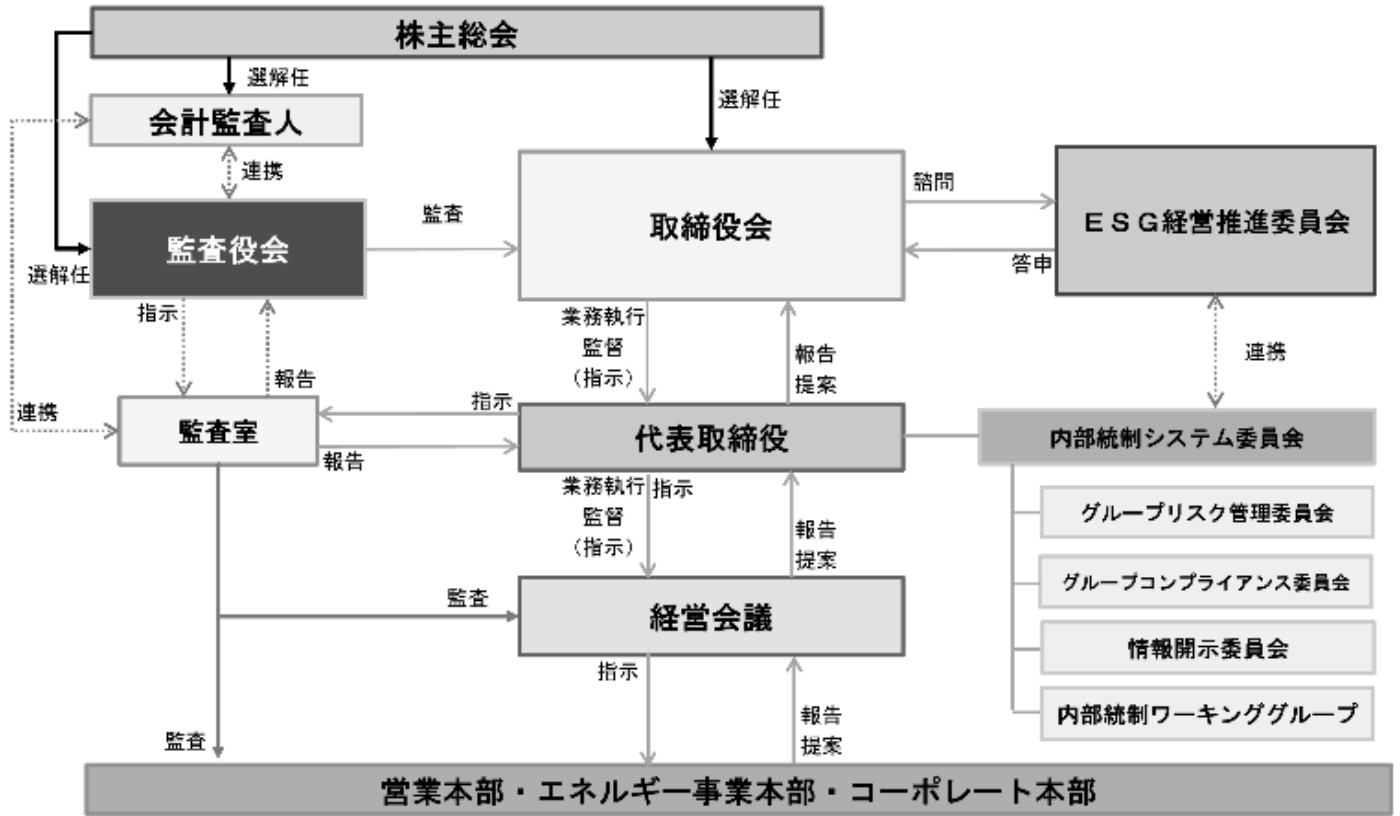 株主総会
選解任
選解任
会計監査人
連携
諮問
監査
取締役会
ESG経営推進委員会
監査役会
選解任
答申
指示
業務執行
監督
（指示）
報告
提案
連携
報告
連携
指示
監査室
代表取締役
内部統制システム委員会
報告
業務執行
監督
（指示）
指示
報告
提案
グループリスク管理委員会
グループコンプライアンス委員会
監査
経営会議
情報開示委員会
指示
内部統制ワーキンググループ
監査
報告
提案
営業本部・エネルギー事業本部・コーポレート本部